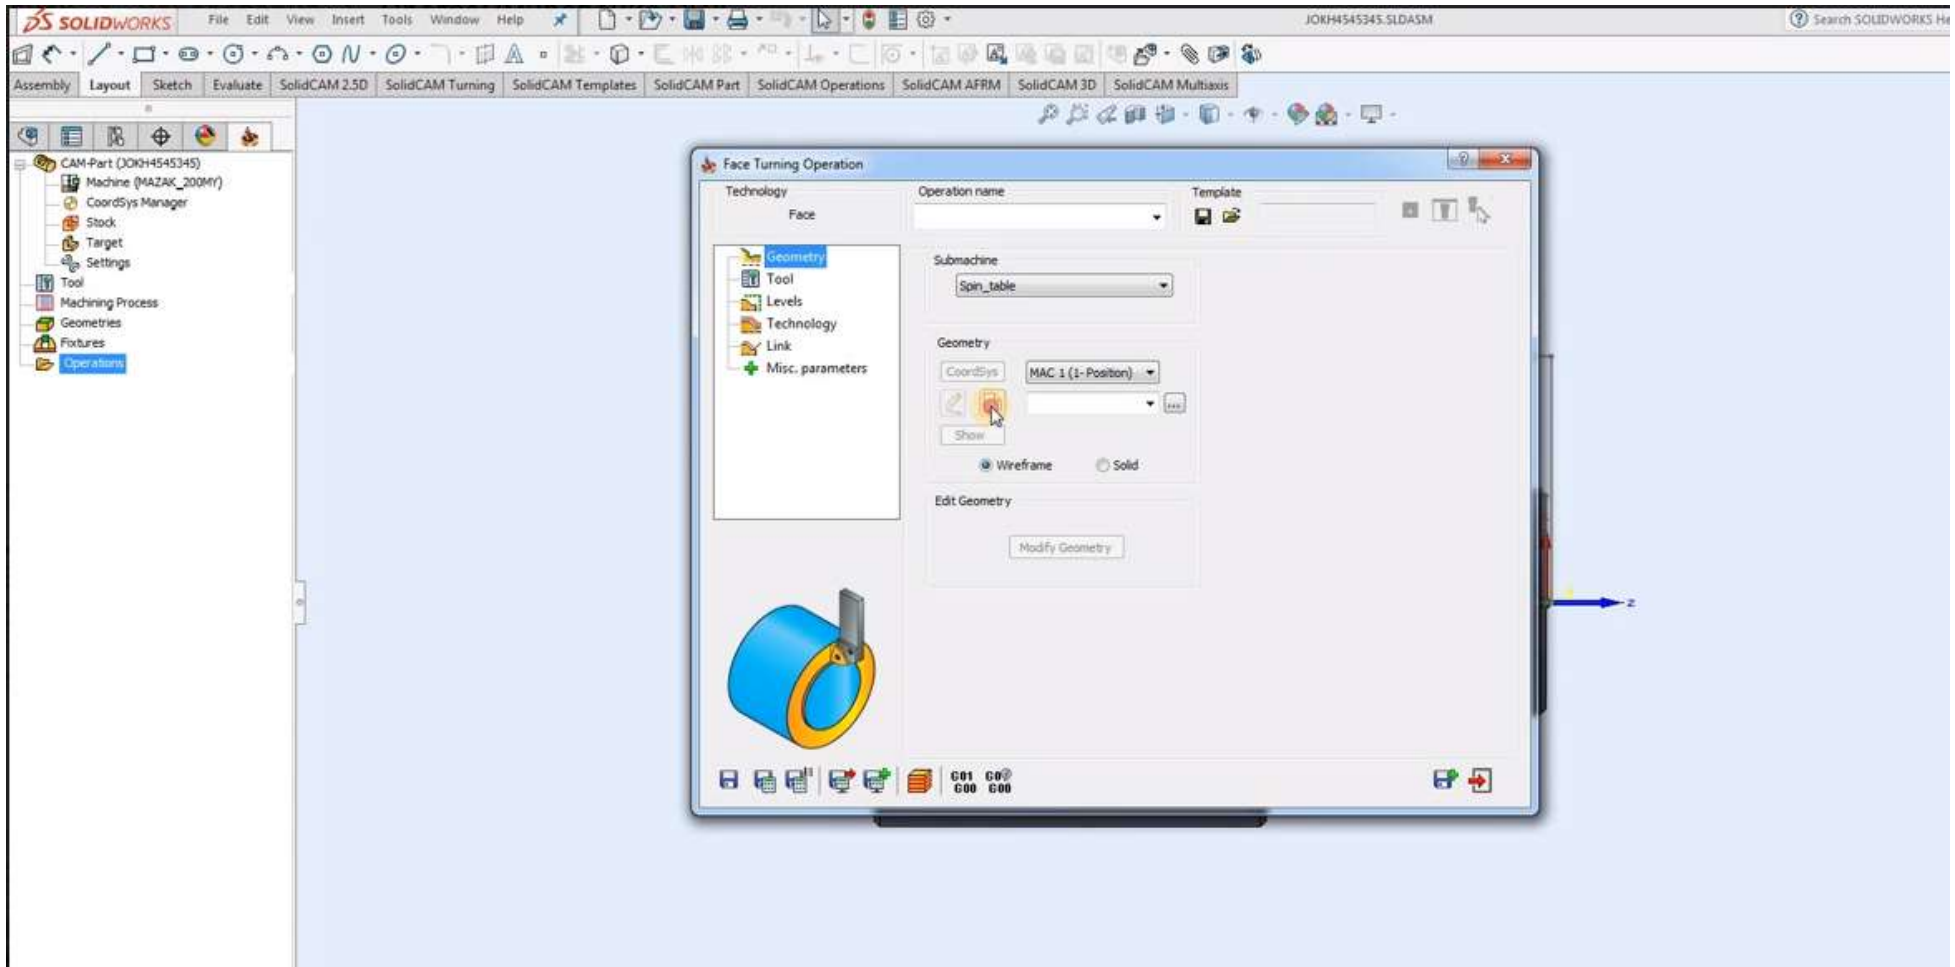 SOLIDWORKS File Edit View Insert Tools Window Help JOKH4545345.SLDASM Search SOLIDWORKS He
Assembly Layout Sketch Evaluate SolidCAM 2.5D SolidCAM Turning SolidCAM Templates SolidCAM Part SolidCAM Operations SolidCAM AFRM SolidCAM 3D SolidCAM Multiaxis
CAM-Part (JOKH4545345)
Machine (MAZAK_200MY)
CoordSys Manager
Stock
Target
Settings
Tool
Machining Process
Geometries
Fixtures
Operations
Face Turning Operation
Technology Operation name Template
Face
Geometry
Tool
Levels
Technology
Link
Misc. parameters
Submachine
Spin_table
Geometry
CoordSys MAC 1 (1- Position)
Show
Wireframe Solid
Edit Geometry
Modify Geometry
G01 G00
G00 G00
z